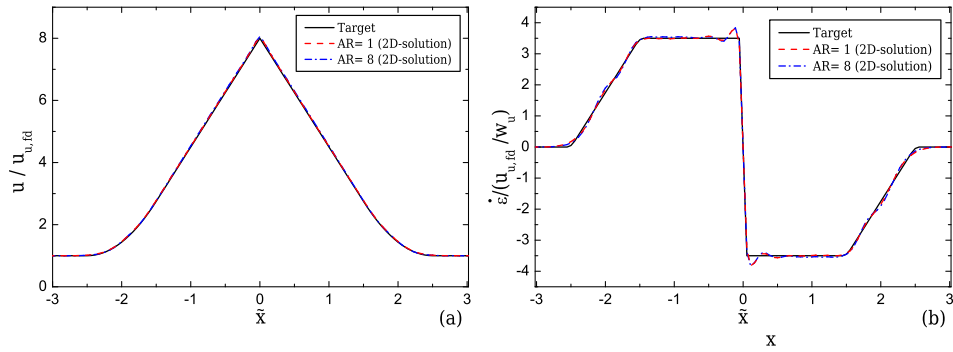 8
6
4
2
0
u / u_u,fd
-3 -2 -1 0 1 2 3
x̃
(a)
Target
AR= 1 (2D-solution)
AR= 8 (2D-solution)
4
3
2
1
0
-1
-2
-3
-4
ε̇/(u_u,fd /w_u)
-3 -2 -1 0 1 2 3
x̃
(b)
x
Target
AR= 1 (2D-solution)
AR= 8 (2D-solution)